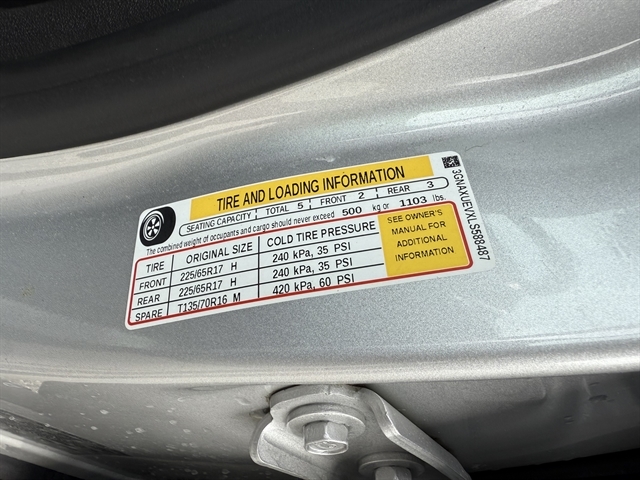 TIRE AND LOADING INFORMATION
SEATING CAPACITY TOTAL 5 FRONT 2 REAR 3
The combined weight of occupants and cargo should never exceed 500 kg or 1103 lbs.
TIRE ORIGINAL SIZE COLD TIRE PRESSURE
FRONT 225/65R17 H 240 kPa, 35 PSI
REAR 225/65R17 H 240 kPa, 35 PSI
SPARE T135/70R16 M 420 kPa, 60 PSI
SEE OWNER'S
MANUAL FOR
ADDITIONAL
INFORMATION
3GNAXUEVXLS588487